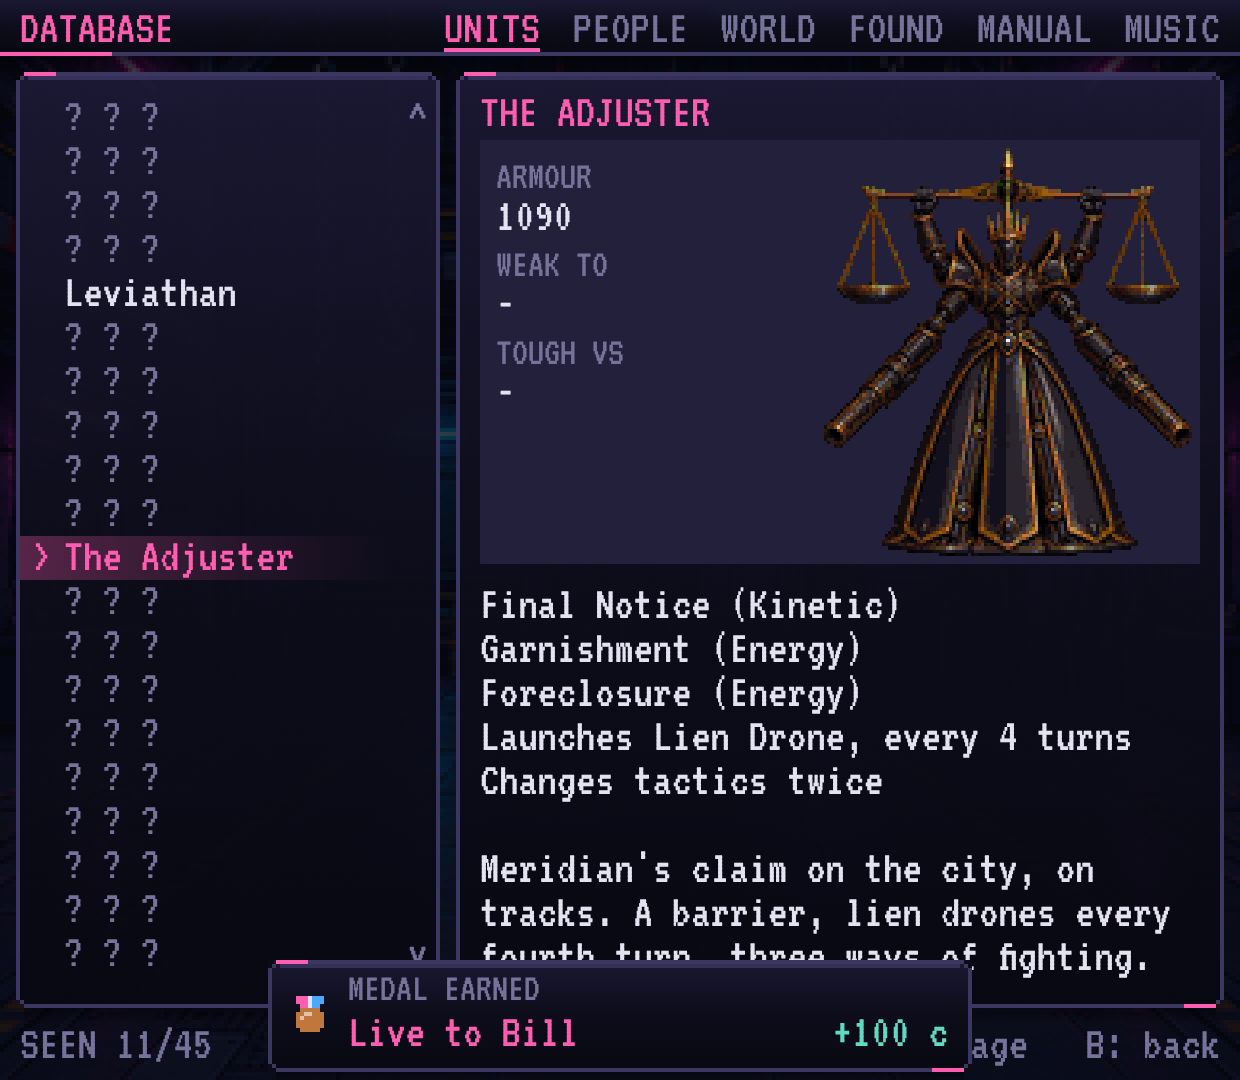 DATABASE
UNITS PEOPLE WORLD FOUND MANUAL MUSIC
? ? ?
? ? ?
? ? ?
? ? ?
Leviathan
? ? ?
? ? ?
? ? ?
? ? ?
? ? ?
> The Adjuster
? ? ?
? ? ?
? ? ?
? ? ?
? ? ?
? ? ?
? ? ?
? ? ?
? ? ?
THE ADJUSTER
ARMOUR
1090
WEAK TO
-
TOUGH VS
-
Final Notice (Kinetic)
Garnishment (Energy)
Foreclosure (Energy)
Launches Lien Drone, every 4 turns
Changes tactics twice
Meridian's claim on the city, on
tracks. A barrier, lien drones every
fourth turn, three ways of fighting.
MEDAL EARNED
Live to Bill +100 c
SEEN 11/45
age B: back